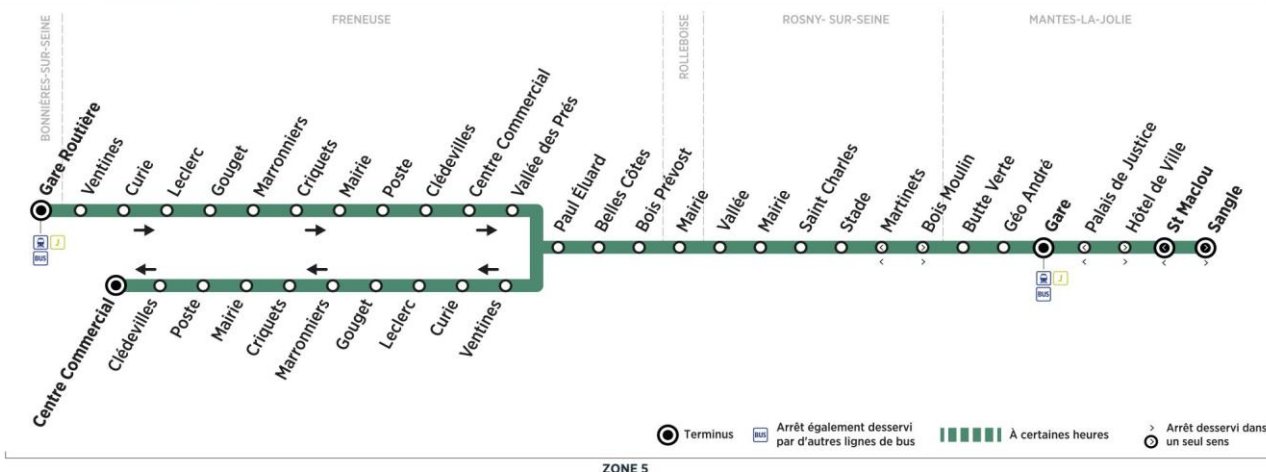 BONNIÈRES-SUR-SEINE
FRENEUSE
ROLLEBOISE
ROSNY- SUR-SEINE
MANTES-LA-JOLIE
Gare Routière
Ventines
Curie
Leclerc
Gouget
Marronniers
Criquets
Mairie
Poste
Clédevilles
Centre Commercial
Vallée des Prés
Paul Éluard
Belles Côtes
Bois Prévost
Mairie
Vallée
Mairie
Saint Charles
Stade
Martinets
Bois Moulin
Butte Verte
Géo André
Gare
Palais de Justice
Hôtel de Ville
St Maclou
Sangle
J
BUS
J
BUS
Centre Commercial
Clédevilles
Poste
Mairie
Criquets
Marronniers
Gouget
Leclerc
Curie
Ventines
Terminus
BUS
Arrêt également desservi
par d'autres lignes de bus
À certaines heures
Arrêt desservi dans
un seul sens
ZONE 5